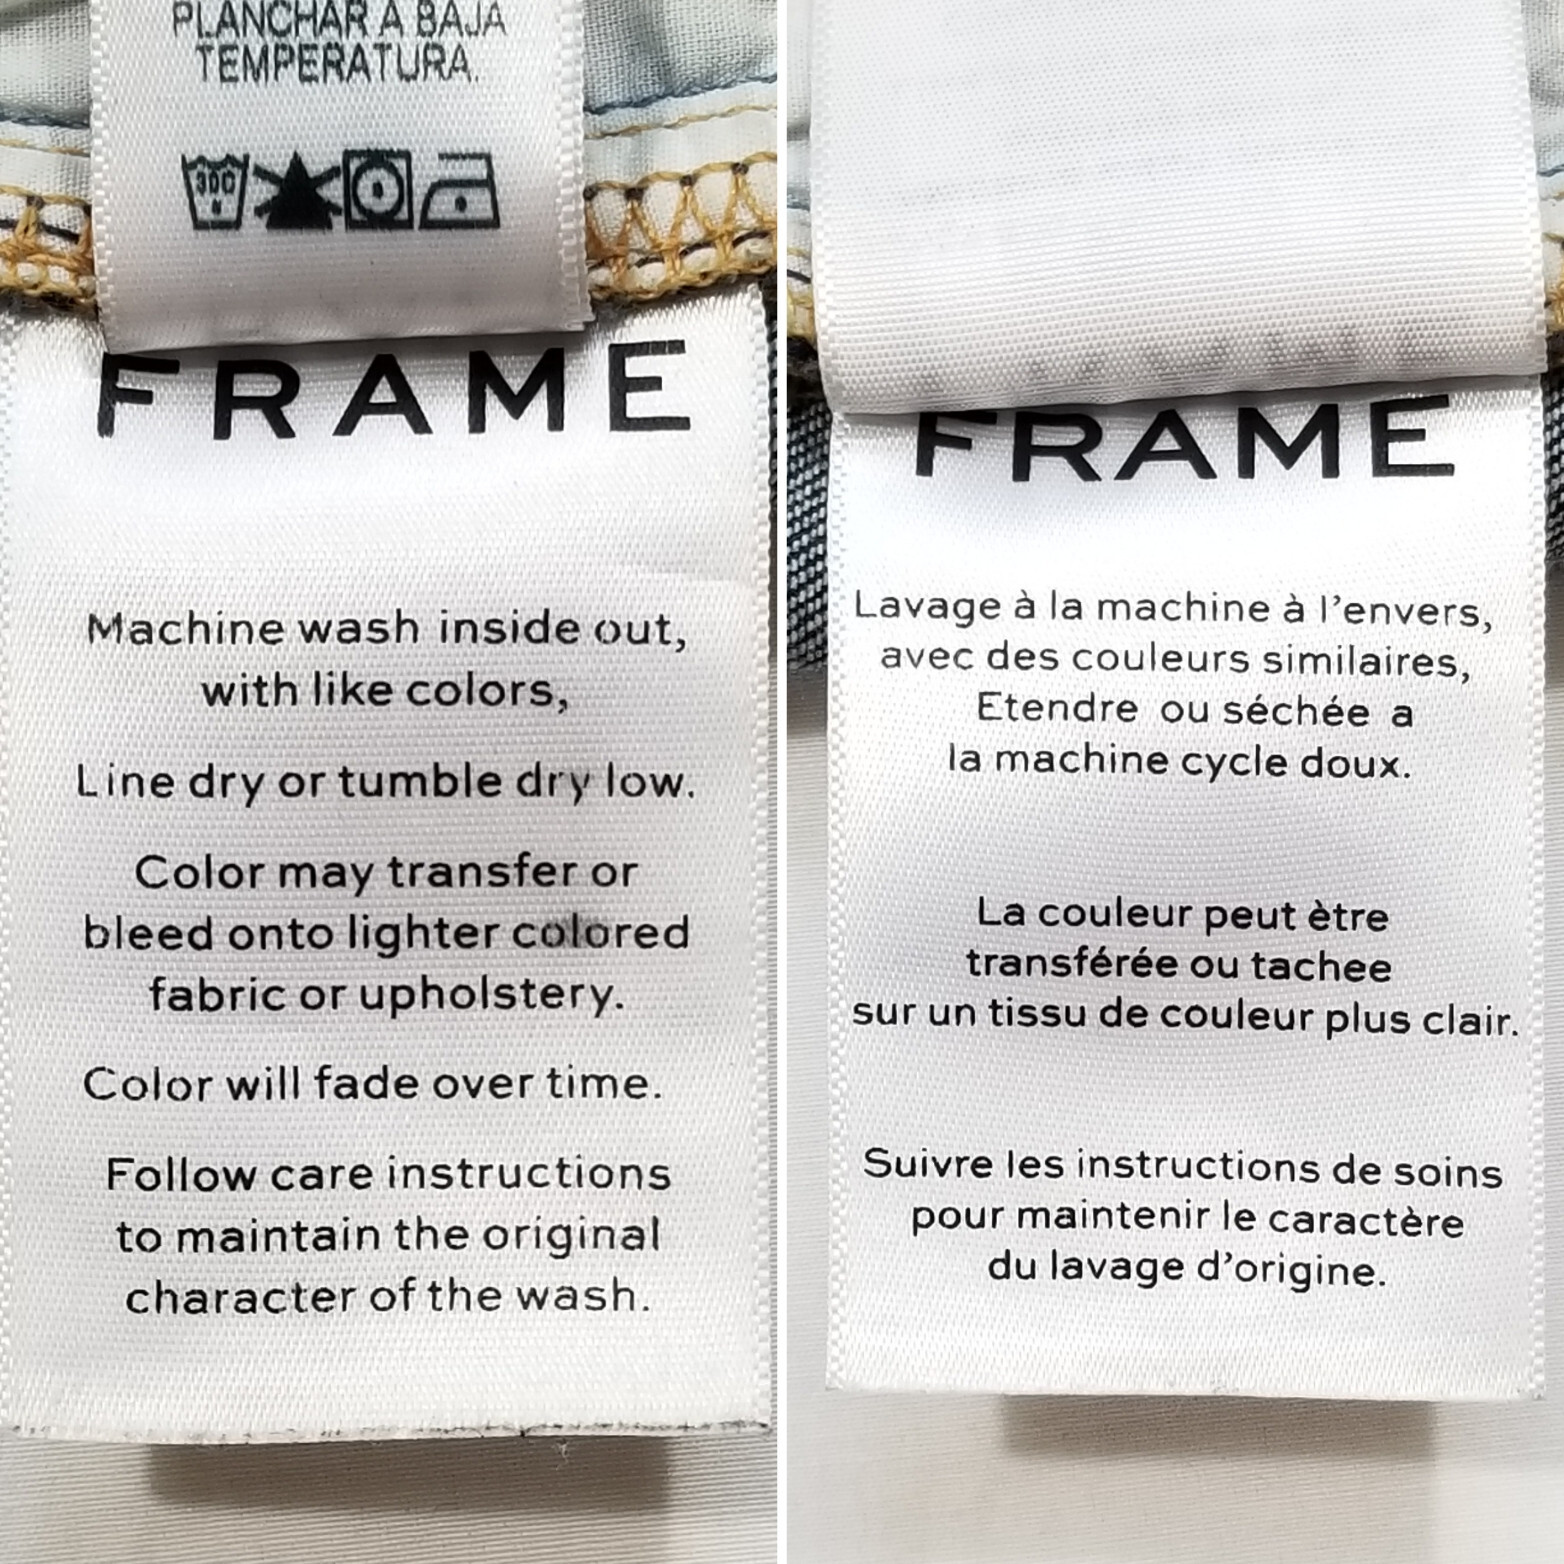 PLANCHAR A BAJA
TEMPERATURA.
30C
FRAME
Machine wash inside out,
with like colors,
Line dry or tumble dry low.
Color may transfer or
bleed onto lighter colored
fabric or upholstery.
Color will fade over time.
Follow care instructions
to maintain the original
character of the wash.
FRAME
Lavage à la machine à l’envers,
avec des couleurs similaires,
Etendre ou séchée a
la machine cycle doux.
La couleur peut ètre
transférée ou tachee
sur un tissu de couleur plus clair.
Suivre les instructions de soins
pour maintenir le caractère
du lavage d’origine.